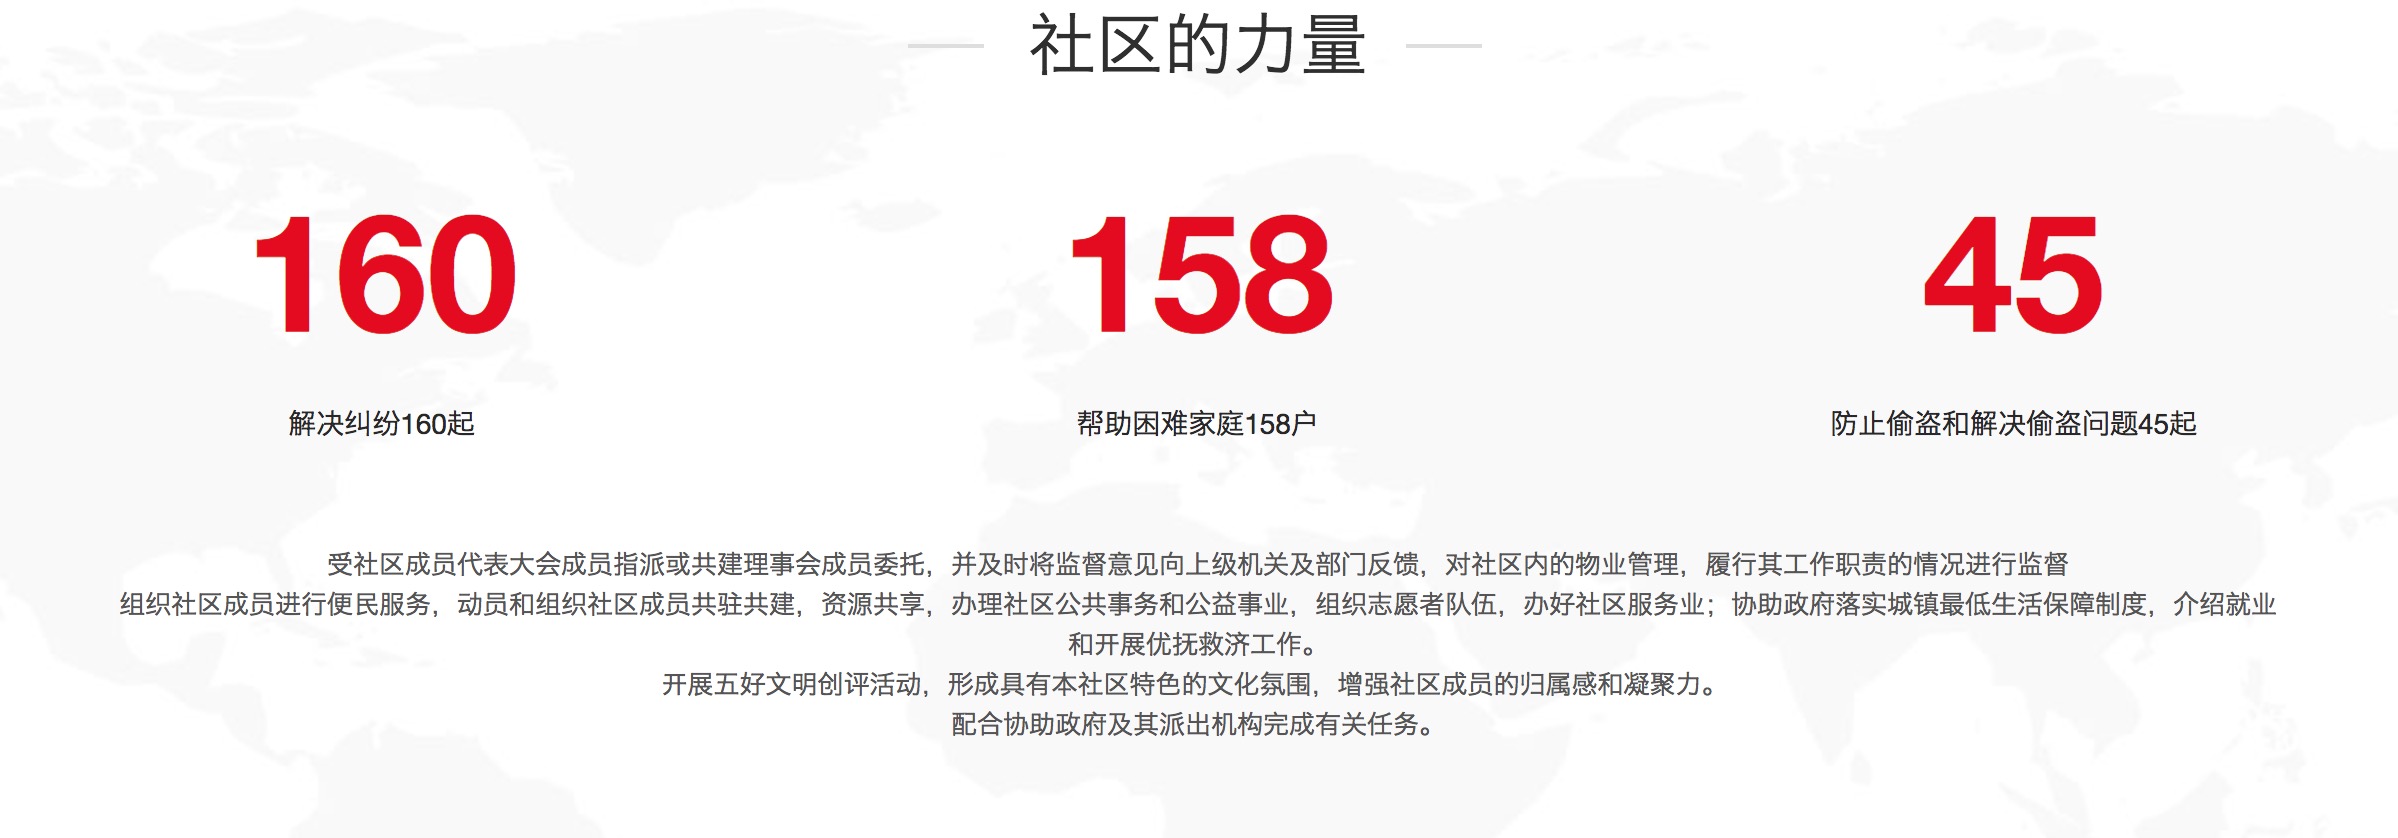 社区的力量
160
158
45
解决纠纷160起
帮助困难家庭158户
防止偷盗和解决偷盗问题45起
受社区成员代表大会成员指派或共建理事会成员委托，并及时将监督意见向上级机关及部门反馈，对社区内的物业管理，履行其工作职责的情况进行监督
组织社区成员进行便民服务，动员和组织社区成员共驻共建，资源共享，办理社区公共事务和公益事业，组织志愿者队伍，办好社区服务业；协助政府落实城镇最低生活保障制度，介绍就业
和开展优抚救济工作。
开展五好文明创评活动，形成具有本社区特色的文化氛围，增强社区成员的归属感和凝聚力。
配合协助政府及其派出机构完成有关任务。